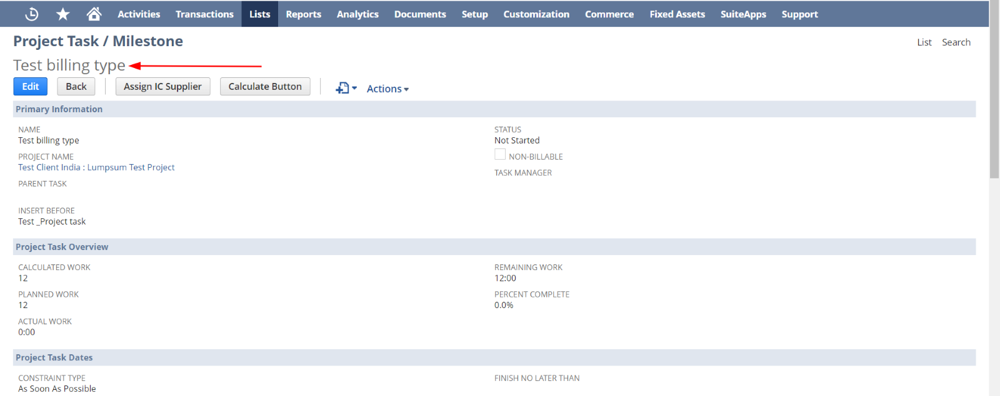 Activities Transactions Lists Reports Analytics Documents Setup Customization Commerce Fixed Assets SuiteApps Support
Project Task / Milestone
List Search
Test billing type
Edit Back Assign IC Supplier Calculate Button Actions
Primary Information
NAME
Test billing type
PROJECT NAME
Test Client India : Lumpsum Test Project
PARENT TASK
INSERT BEFORE
Test _Project task
STATUS
Not Started
NON-BILLABLE
TASK MANAGER
Project Task Overview
CALCULATED WORK
12
PLANNED WORK
12
ACTUAL WORK
0:00
REMAINING WORK
12:00
PERCENT COMPLETE
0.0%
Project Task Dates
CONSTRAINT TYPE
As Soon As Possible
FINISH NO LATER THAN